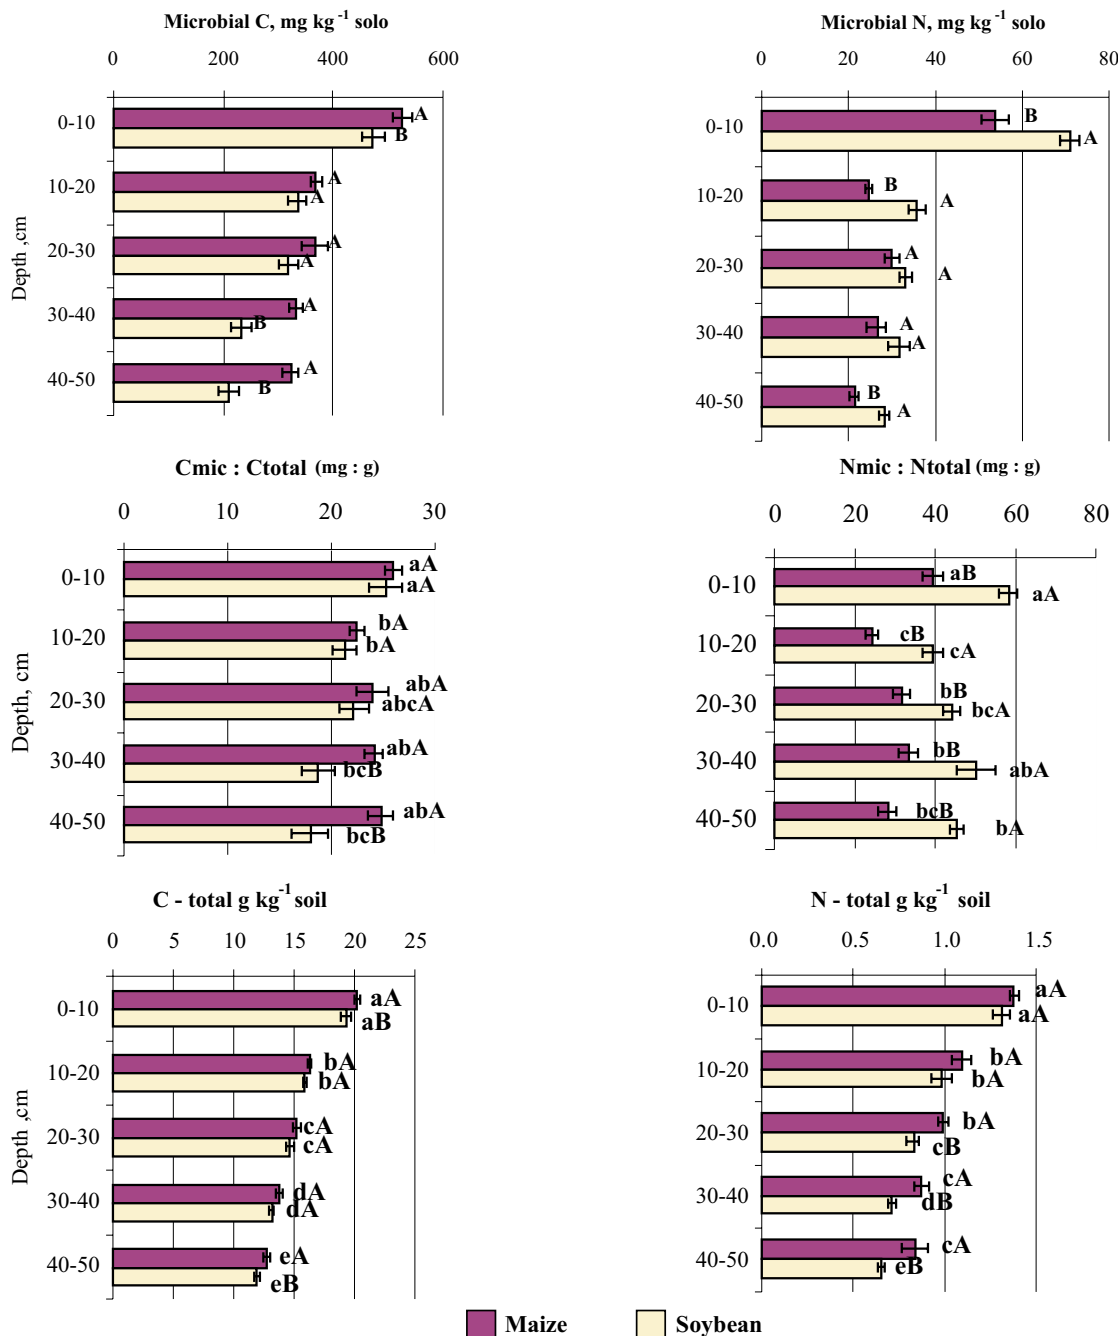 Microbial C, mg kg⁻¹ solo
0 200 400 600
Depth ,cm
0-10 A
B
10-20 A
A
20-30 A
A
30-40 A
B
40-50 A
B
Microbial N, mg kg⁻¹ solo
0 20 40 60 80
0-10 B
A
10-20 B
A
20-30 A
A
30-40 A
A
40-50 B
A
Cmic : Ctotal (mg : g)
0 10 20 30
Depth, cm
0-10 aA
aA
10-20 bA
bA
20-30 abA
abcA
30-40 abA
bcB
40-50 abA
bcB
Nmic : Ntotal (mg : g)
0 20 40 60 80
0-10 aB
aA
10-20 cB
cA
20-30 bB
bcA
30-40 bB
abA
40-50 bcB
bA
C - total g kg⁻¹ soil
0 5 10 15 20 25
Depth ,cm
0-10 aA
aB
10-20 bA
bA
20-30 cA
cA
30-40 dA
dA
40-50 eA
eB
N - total g kg⁻¹ soil
0.0 0.5 1.0 1.5
0-10 aA
aA
10-20 bA
bA
20-30 bA
cB
30-40 cA
dB
40-50 cA
eB
Maize Soybean